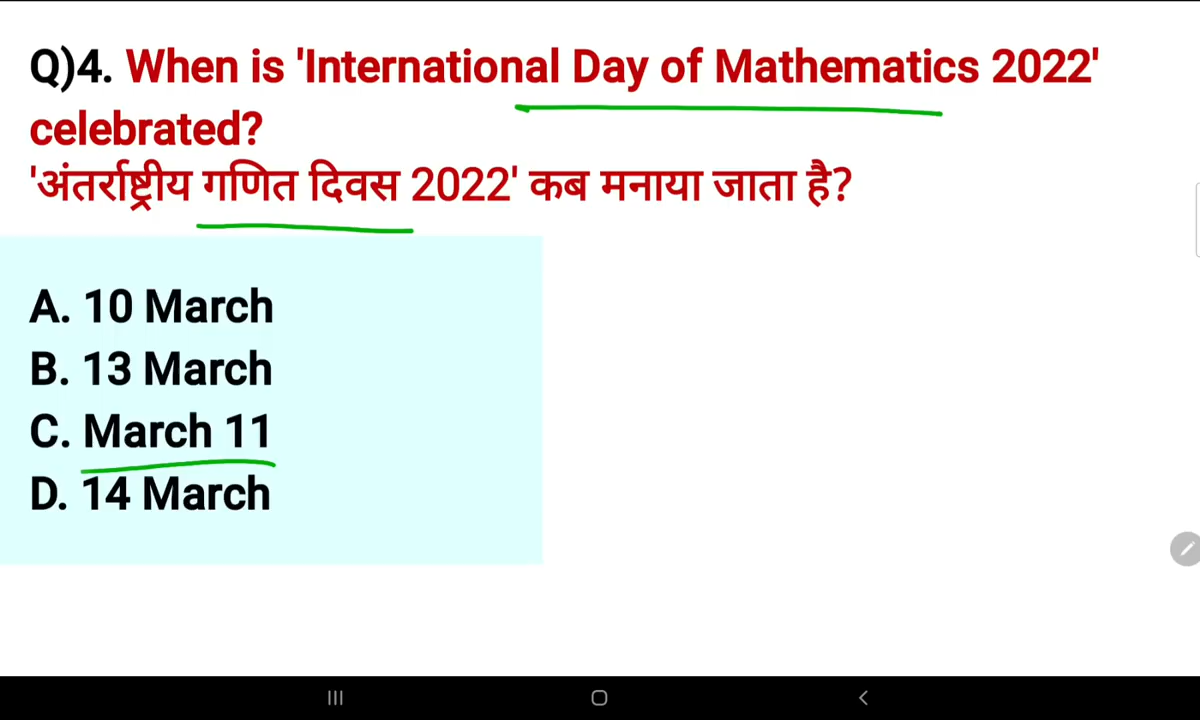 Q)4. When is 'International Day of Mathematics 2022'
celebrated?
'अंतर्राष्ट्रीय गणित दिवस 2022' कब मनाया जाता है?
A. 10 March
B. 13 March
C. March 11
D. 14 March